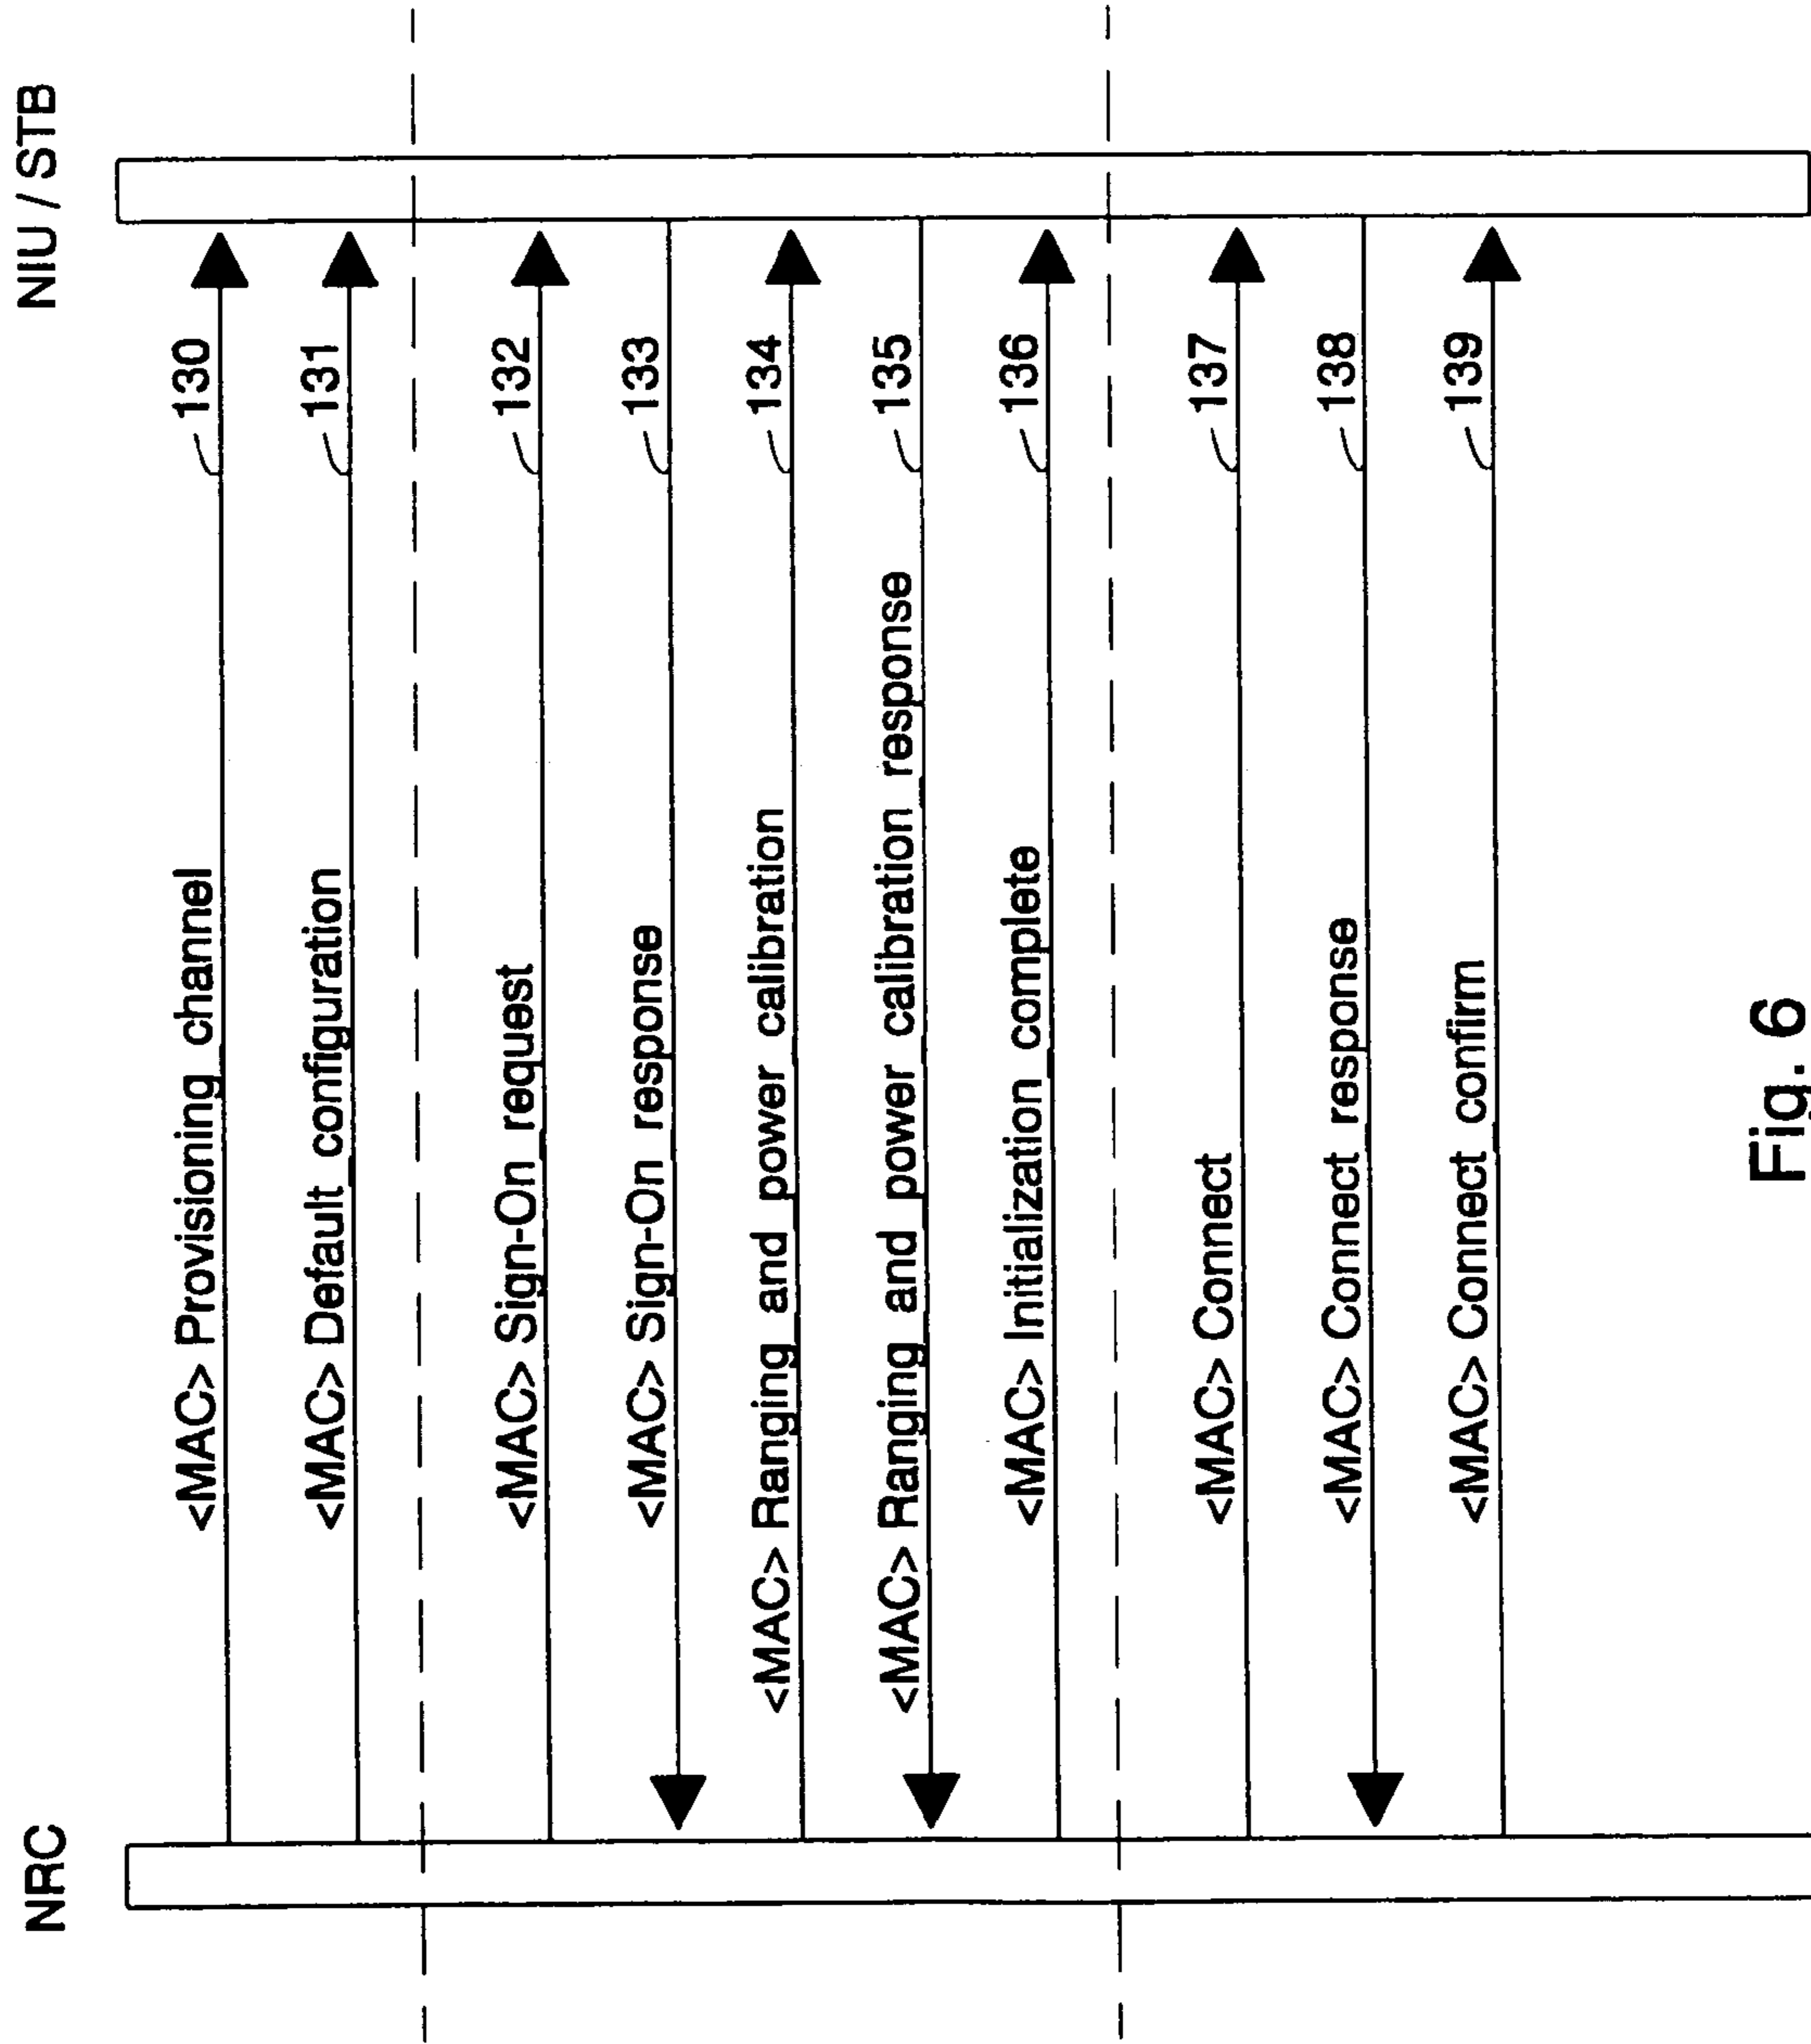 NRC
NIU / STB
<MAC> Provisioning channel 130
<MAC> Default configuration 131
<MAC> Sign-On request 132
<MAC> Sign-On response 133
<MAC> Ranging and power calibration 134
<MAC> Ranging and power calibration response 135
<MAC> Initialization complete 136
<MAC> Connect 137
<MAC> Connect response 138
<MAC> Connect confirm 139
Fig. 6